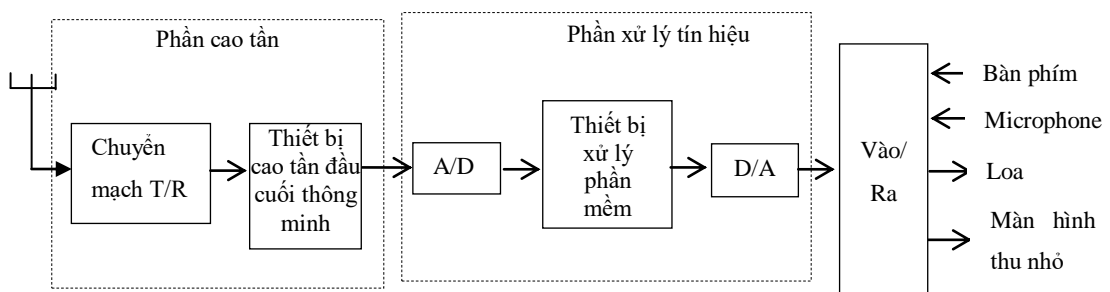 Phần cao tần
Phần xử lý tín hiệu
Chuyển
mạch T/R
Thiết bị
cao tần đầu
cuối thông
minh
A/D
Thiết bị
xử lý
phần
mềm
D/A
Vào/
Ra
Bàn phím
Microphone
Loa
Màn hình
thu nhỏ